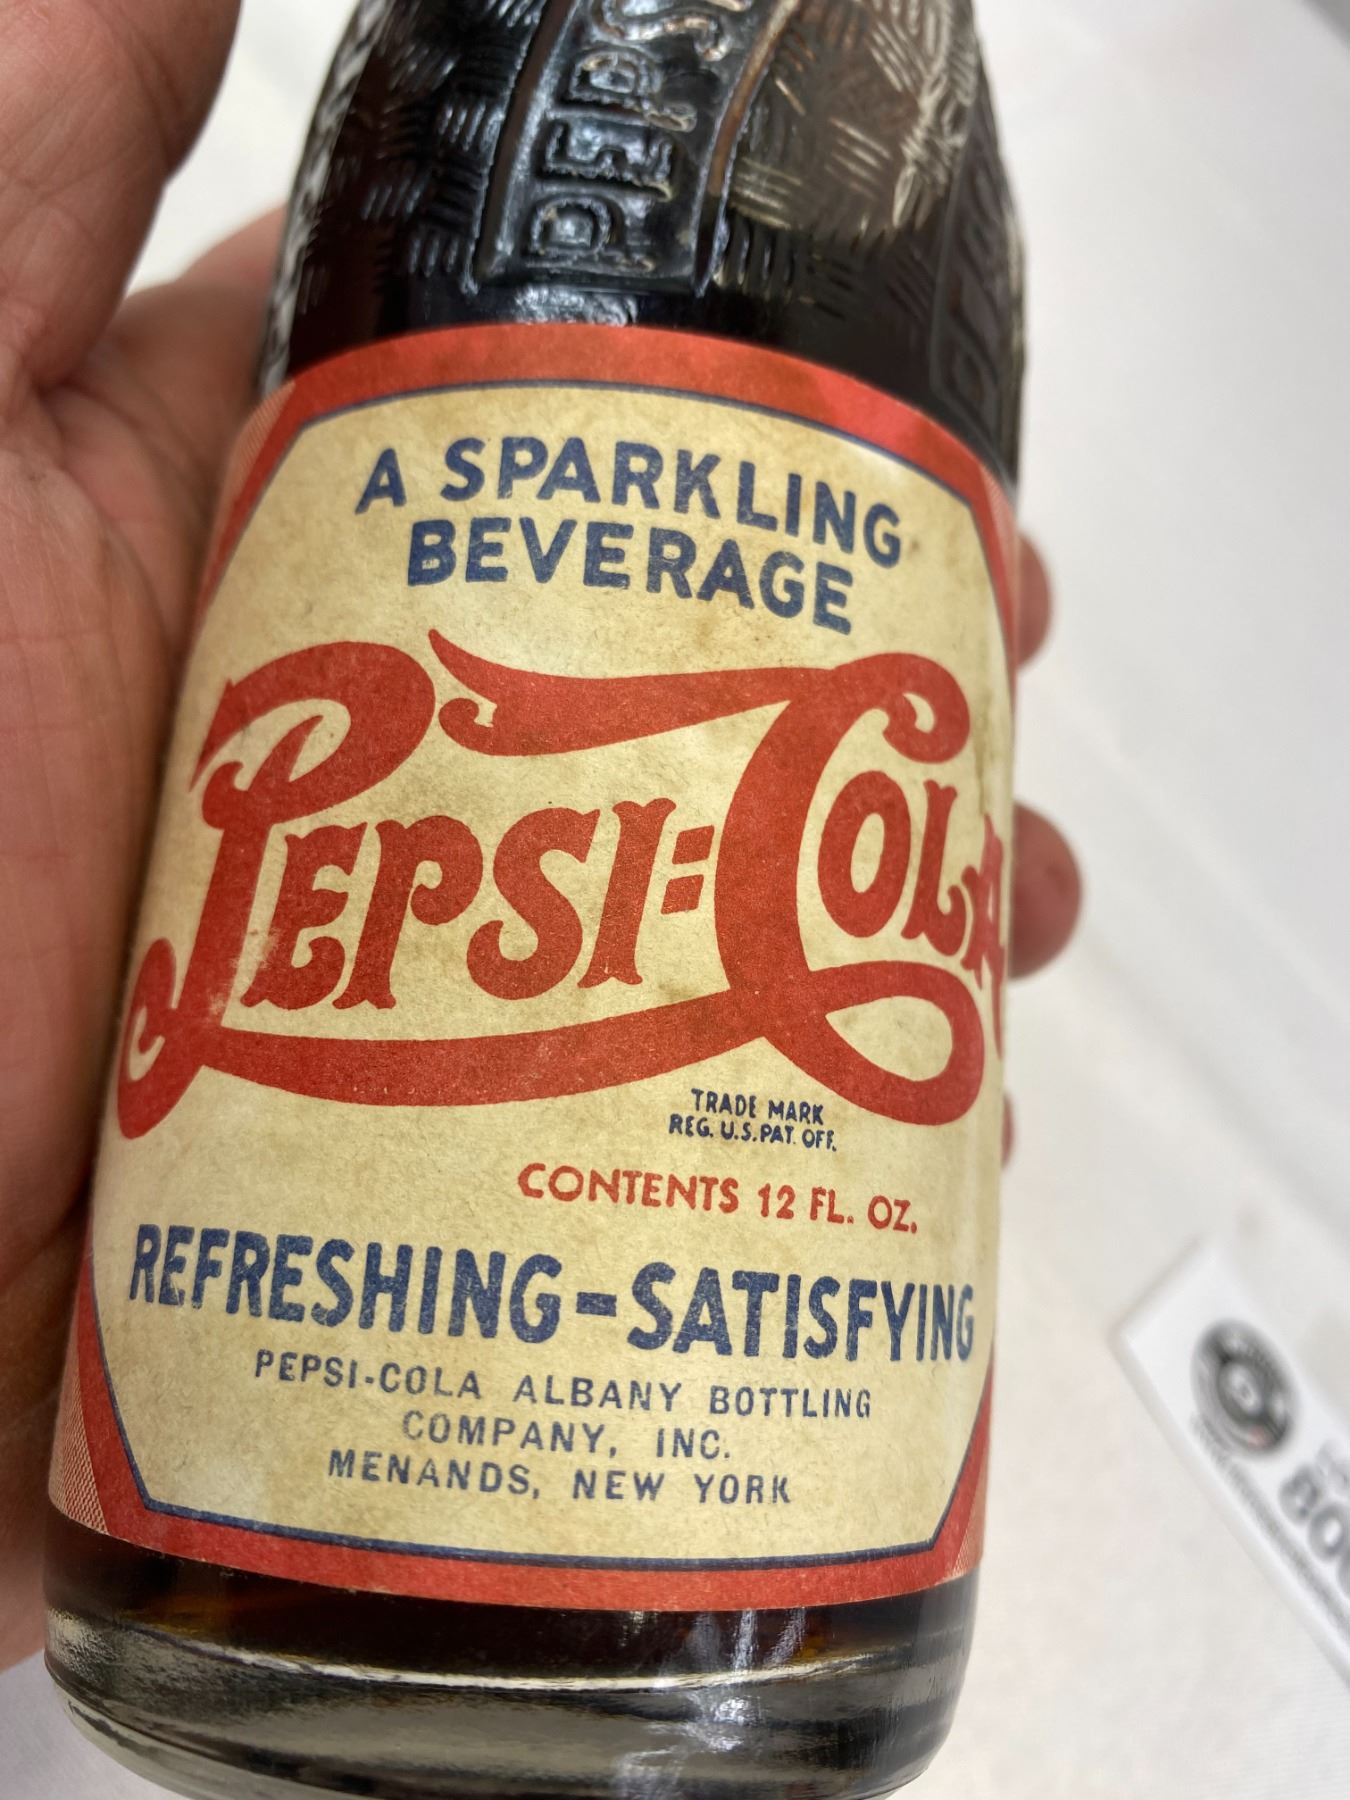 PEPSI
A SPARKLING
BEVERAGE
PEPSI=COLA
TRADE MARK
REG. U.S. PAT. OFF.
CONTENTS 12 FL. OZ.
REFRESHING=SATISFYING
PEPSI-COLA ALBANY BOTTLING
COMPANY, INC.
MENANDS, NEW YORK